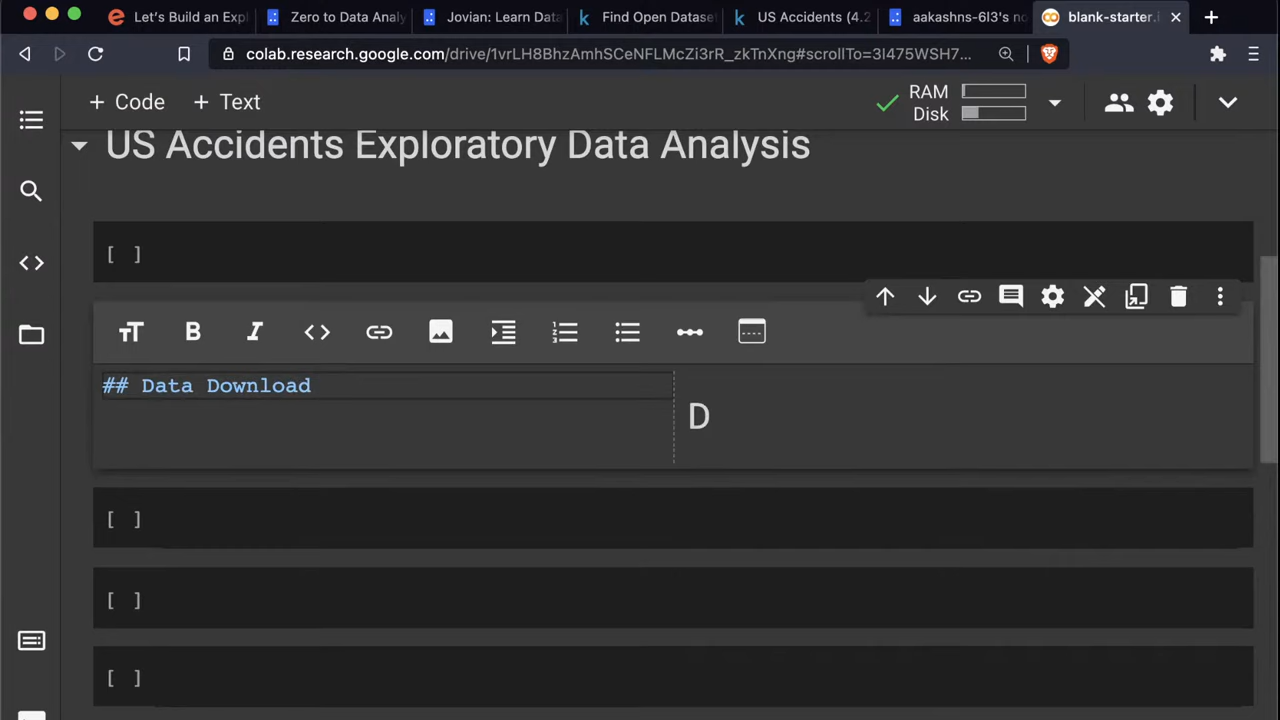 Let's Build an Expl
Zero to Data Analy
Jovian: Learn Data
Find Open Dataset
US Accidents (4.2
aakashns-6l3's no
blank-starter.i
colab.research.google.com/drive/1vrLH8BhzAmhSCeNFLMcZi3rR_zkTnXng#scrollTo=3l475WSH7...
+ Code
+ Text
RAM
Disk
US Accidents Exploratory Data Analysis
[ ]
## Data Download
D
[ ]
[ ]
[ ]